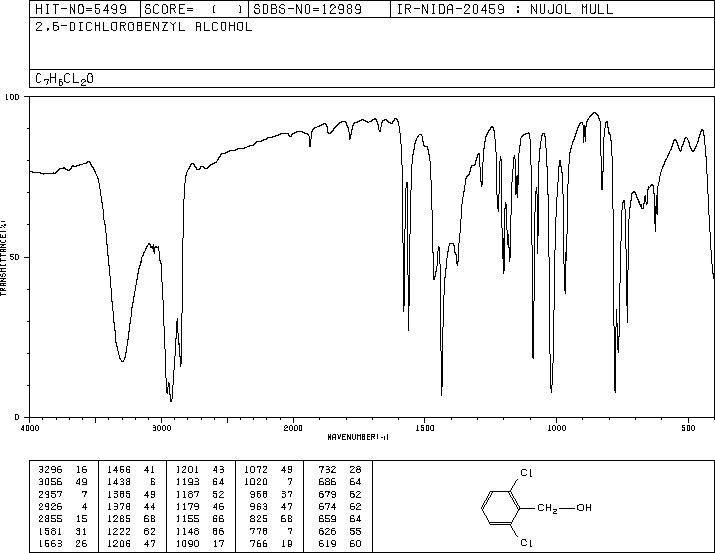 HIT-NO=5499 SCORE= ( ) SDBS-NO=12989 IR-NIDA-20459 : NUJOL MULL
2,6-DICHLOROBENZYL ALCOHOL
C7H6CL2O
100
TRANSMITTANCE(%)
50
0
4000 3000 2000 1500 1000 500
WAVENUMBER(-1)
3296 16 1466 41 1201 43 1072 49 732 28
3056 49 1438 6 1193 64 1020 7 686 64
2957 7 1385 49 1187 52 968 37 679 62
2926 4 1378 44 1179 46 963 47 674 62
2855 15 1285 68 1155 66 825 68 659 64
1581 31 1222 62 1148 66 778 7 626 55
1563 26 1206 47 1090 17 766 19 619 60
Cl
CH2 OH
Cl